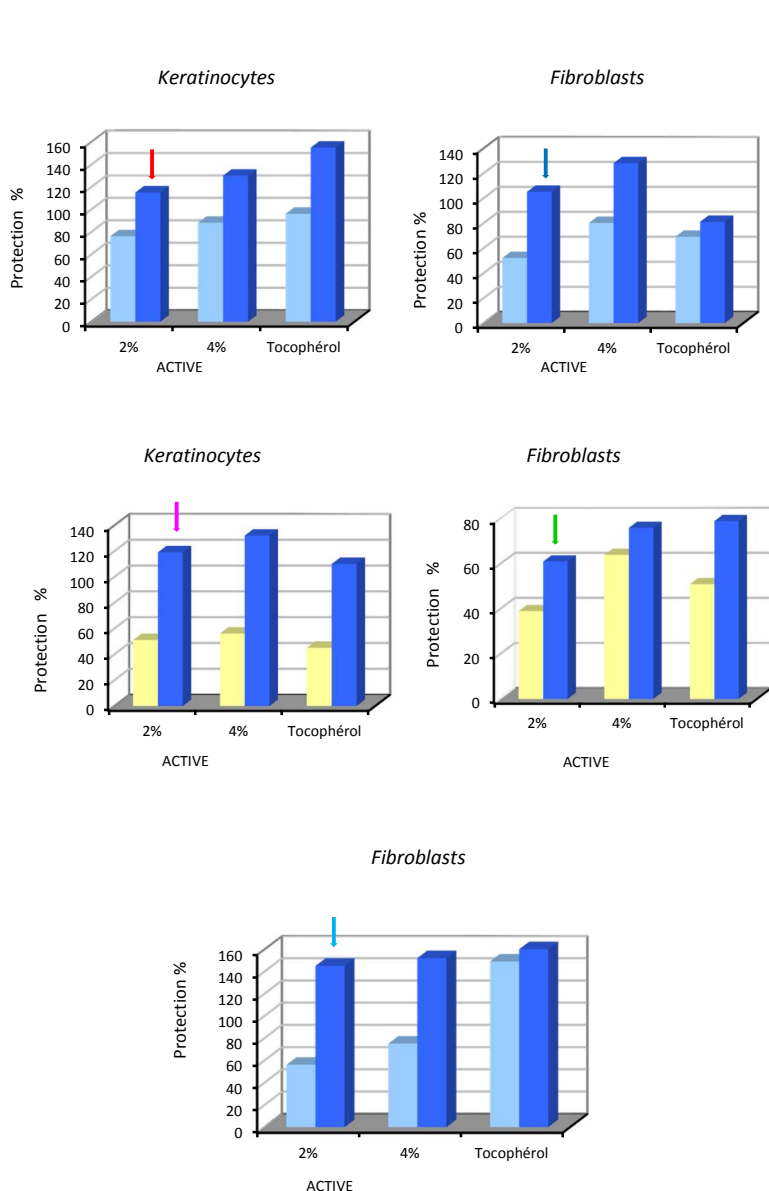 Keratinocytes
Protection %
160
140
120
100
80
60
40
20
0
2% 4% Tocophérol
ACTIVE
Fibroblasts
Protection %
140
120
100
80
60
40
20
0
2% 4% Tocophérol
ACTIVE
Keratinocytes
Protection %
140
120
100
80
60
40
20
0
2% 4% Tocophérol
ACTIVE
Fibroblasts
Protection %
80
60
40
20
0
2% 4% Tocophérol
ACTIVE
Fibroblasts
Protection %
160
140
120
100
80
60
40
20
0
2% 4% Tocophérol
ACTIVE